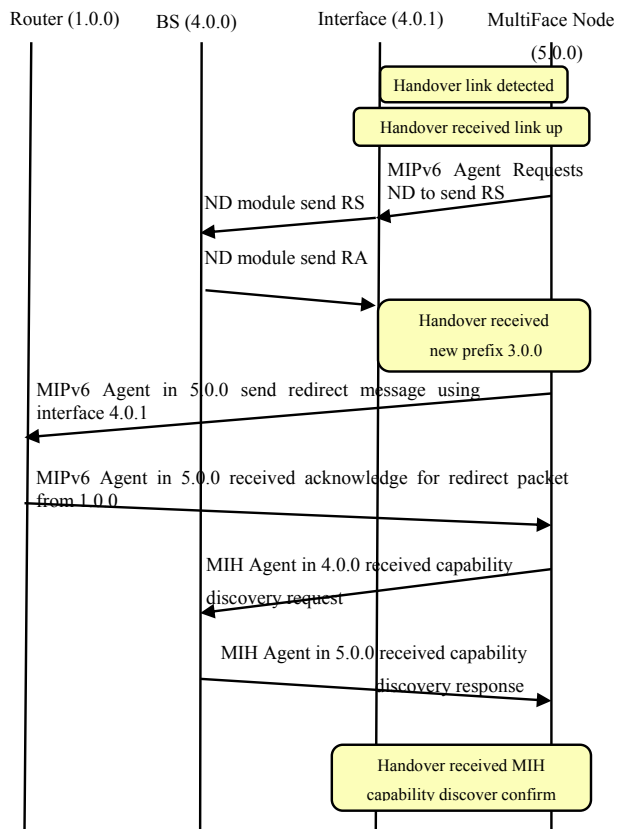 Router (1.0.0)
BS (4.0.0)
Interface (4.0.1)
MultiFace Node
(5.0.0)
Handover link detected
Handover received link up
MIPv6 Agent Requests
ND to send RS
ND module send RS
ND module send RA
Handover received
new prefix 3.0.0
MIPv6 Agent in 5.0.0 send redirect message using
interface 4.0.1
MIPv6 Agent in 5.0.0 received acknowledge for redirect packet
from 1.0.0
MIH Agent in 4.0.0 received capability
discovery request
MIH Agent in 5.0.0 received capability
discovery response
Handover received MIH
capability discover confirm